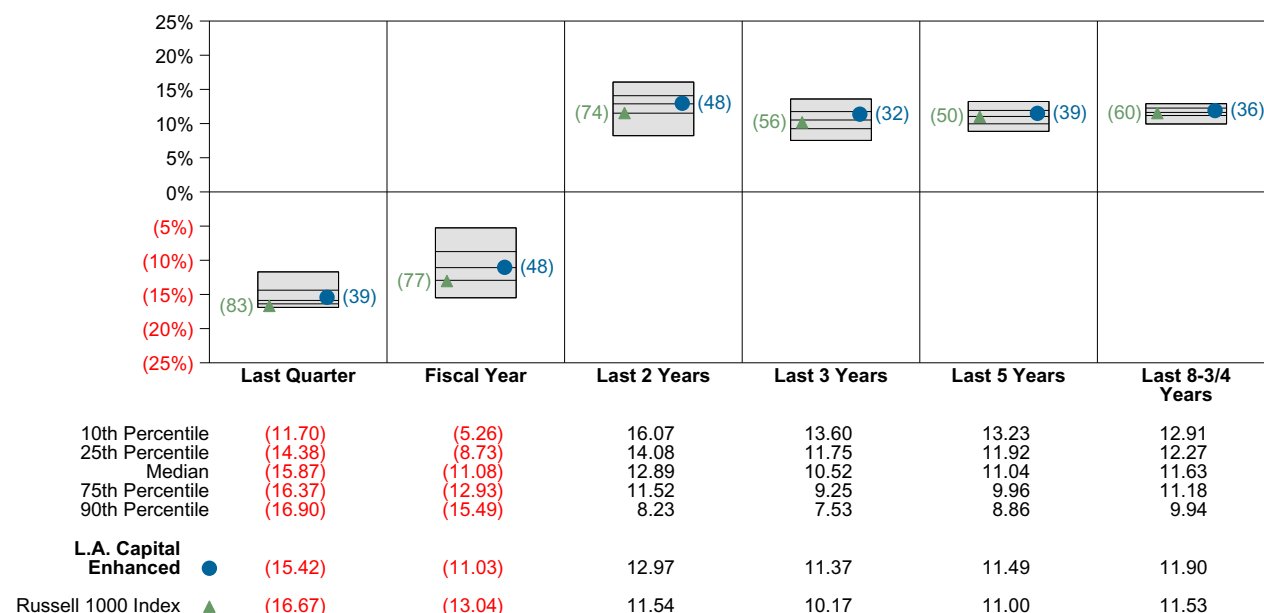 25%
20%
15%
10%
5%
0%
(5%)
(10%)
(15%)
(20%)
(25%)
(83) (39)
(77) (48)
(74) (48)
(56) (32)
(50) (39)
(60) (36)
Last Quarter Fiscal Year Last 2 Years Last 3 Years Last 5 Years Last 8-3/4
Years
10th Percentile (11.70) (5.26) 16.07 13.60 13.23 12.91
25th Percentile (14.38) (8.73) 14.08 11.75 11.92 12.27
Median (15.87) (11.08) 12.89 10.52 11.04 11.63
75th Percentile (16.37) (12.93) 11.52 9.25 9.96 11.18
90th Percentile (16.90) (15.49) 8.23 7.53 8.86 9.94
L.A. Capital
Enhanced (15.42) (11.03) 12.97 11.37 11.49 11.90
Russell 1000 Index (16.67) (13.04) 11.54 10.17 11.00 11.53